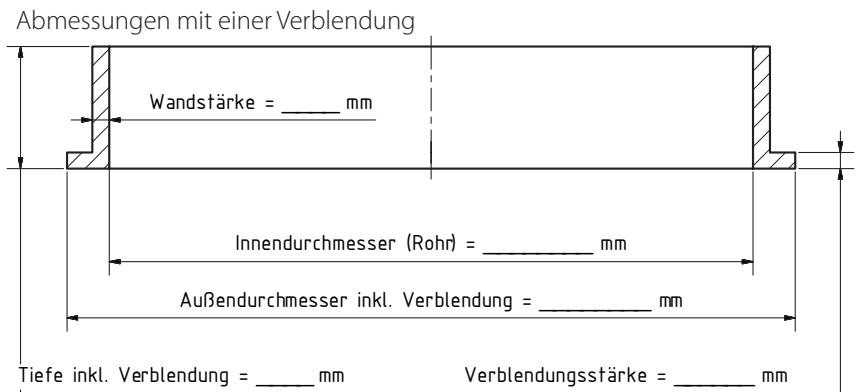 Abmessungen mit einer Verblendung
Wandstärke = _____ mm
Innendurchmesser (Rohr) = __________ mm
Außendurchmesser inkl. Verblendung = __________ mm
Tiefe inkl. Verblendung = _____ mm
Verblendungsstärke = _______ mm